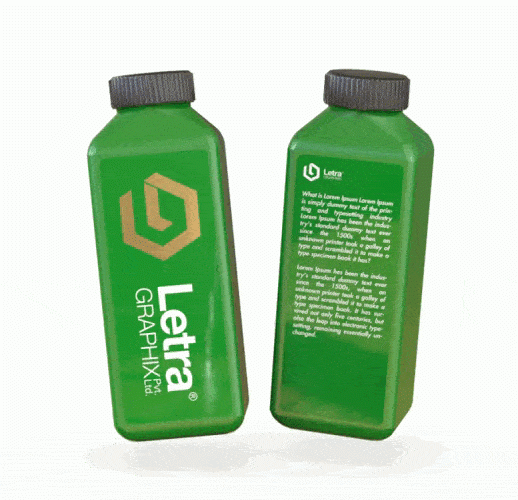 Letra®
GRAPHIX Pvt. Ltd.
Letra
What is Lorem Ipsum Lorem Ipsum
is simply dummy text of the prin-
ting and typesetting industry
Lorem Ipsum has been the indus-
try's standard dummy text ever
since the 1500s when an
unknown printer took a galley of
type and scrambled it to make a
type specimen book it has?
Lorem Ipsum has been the indus-
try's standard dummy text ever
since the 1500s, when an
unknown printer took a galley of
type and scrambled it to make a
type specimen book. It has sur-
vived not only five centuries, but
also the leap into electronic type-
setting, remaining essentially un-
changed.